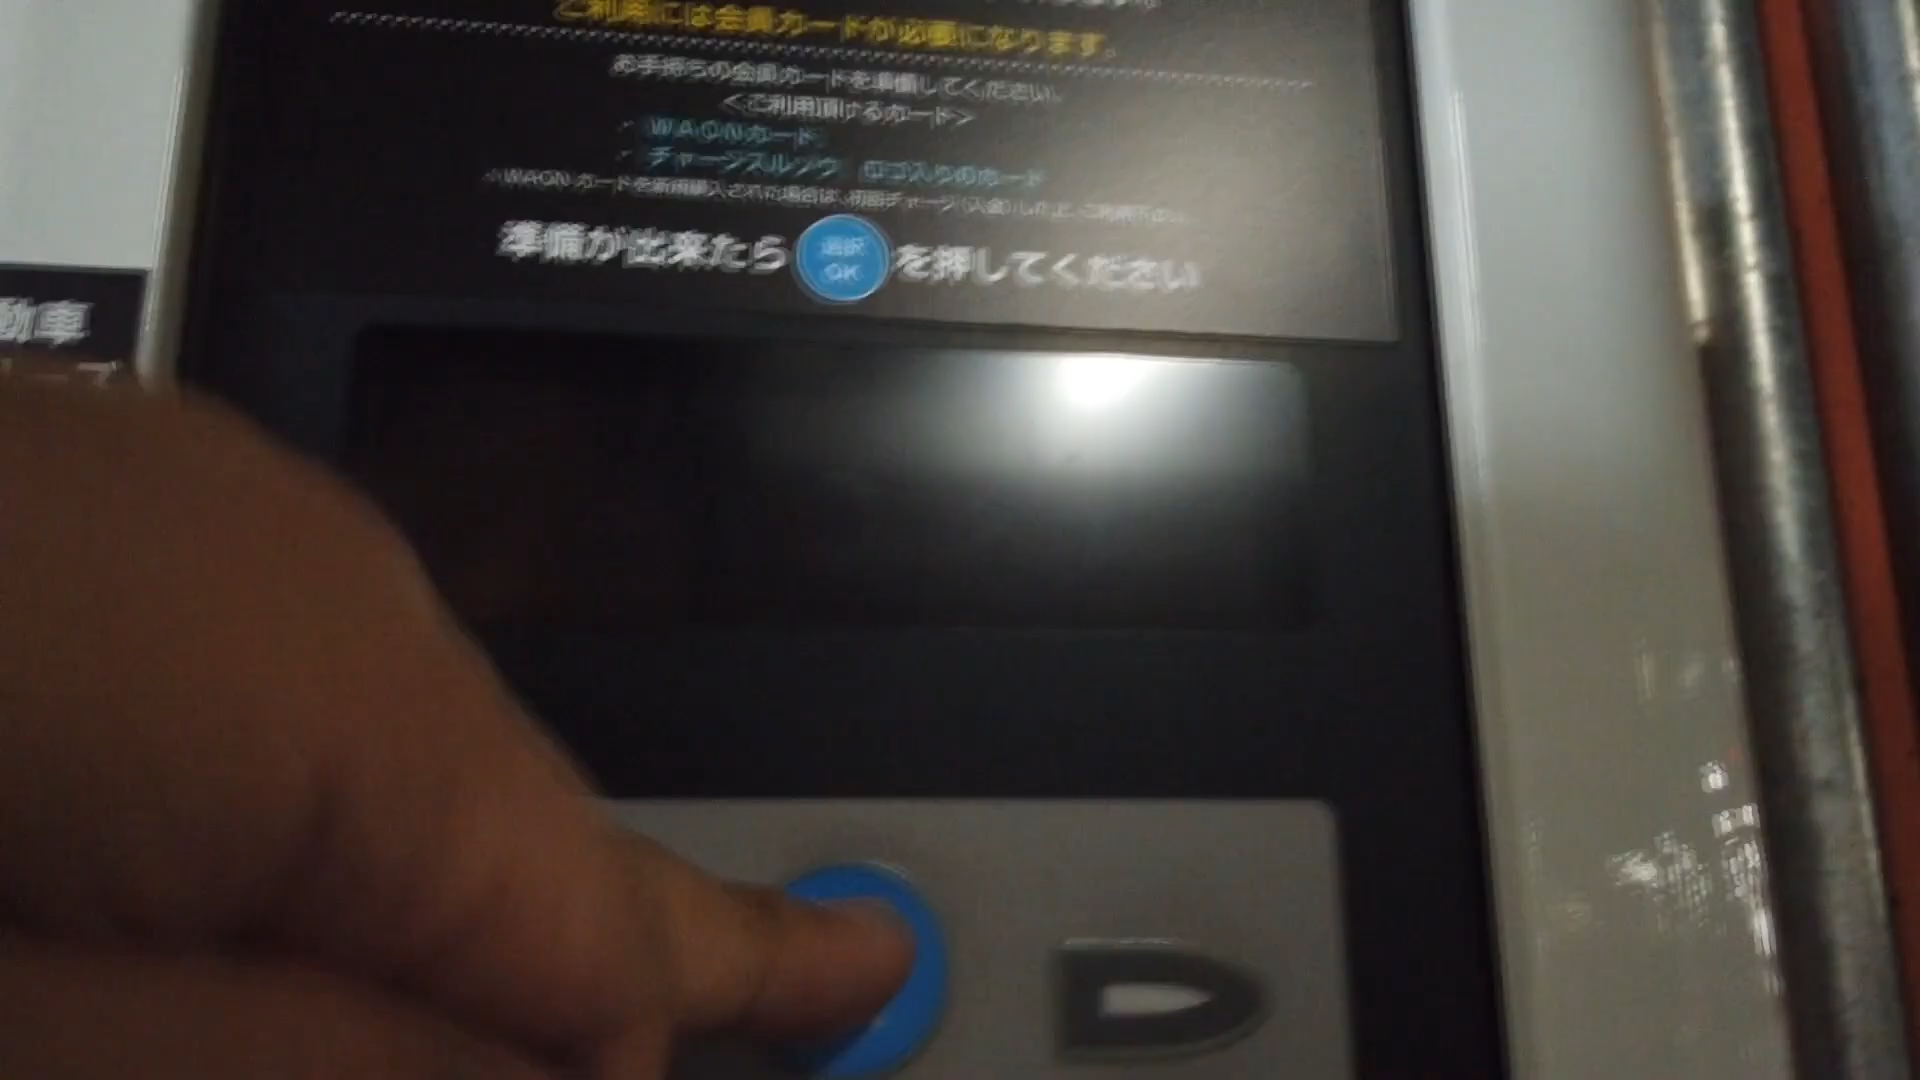 ご利用には会員カードが必要になります。
お手持ちの会員カードを準備してください。
<ご利用頂けるカード>
・WAONカード
・チャージスルゾウ ロゴ入りのカード
※WAONカードを新規購入された場合は、初回チャージ(入金)した上、ご利用下さい。
準備が出来たら 選択 OK を押してください
動車